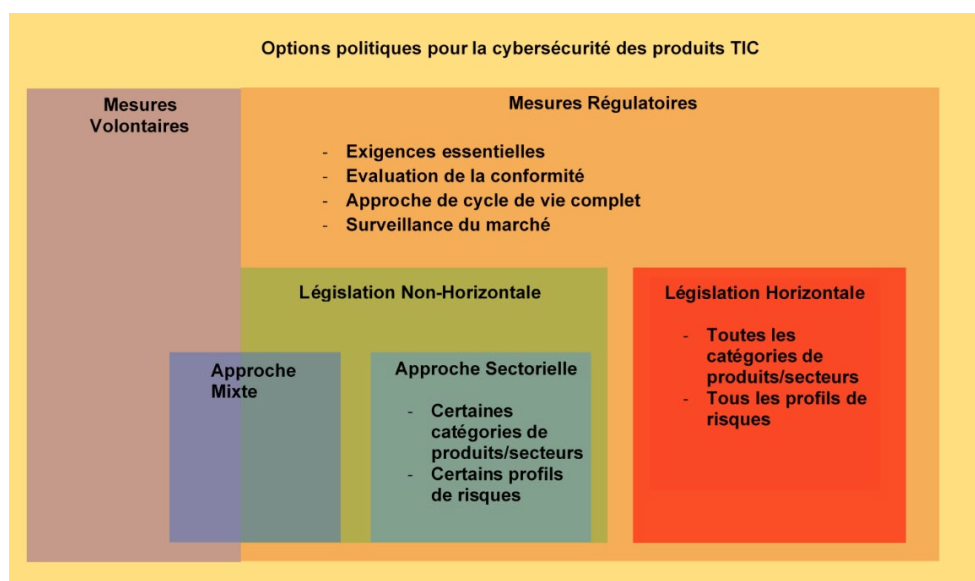 Options politiques pour la cybersécurité des produits TIC
Mesures
Volontaires
Mesures Régulatoires
- Exigences essentielles
- Evaluation de la conformité
- Approche de cycle de vie complet
- Surveillance du marché
Législation Non-Horizontale
Approche
Mixte
Approche Sectorielle
- Certaines
catégories de
produits/secteurs
- Certains profils
de risques
Législation Horizontale
- Toutes les
catégories de
produits/secteurs
- Tous les profils de
risques